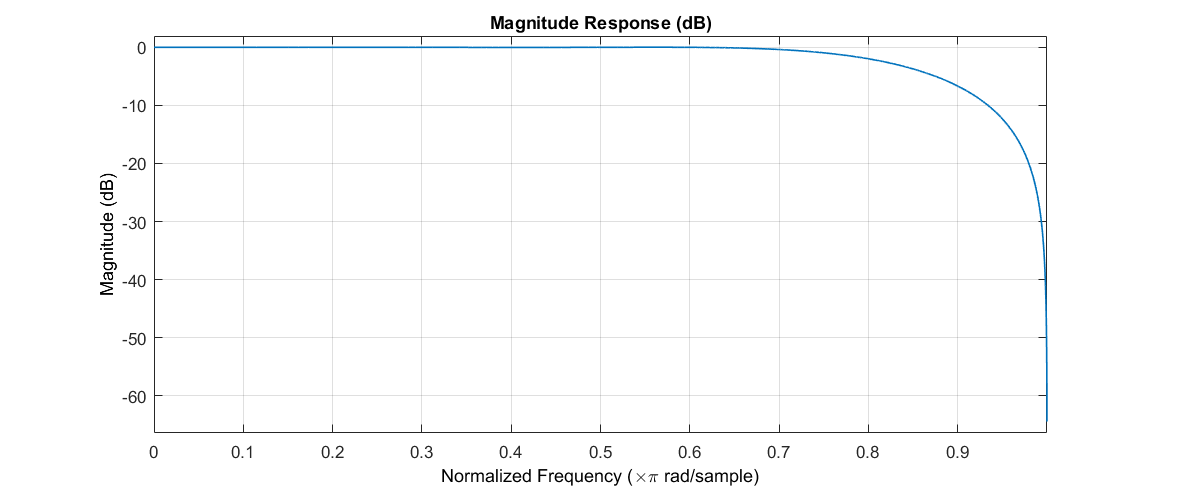 Magnitude Response (dB)
Magnitude (dB)
0
-10
-20
-30
-40
-50
-60
0 0.1 0.2 0.3 0.4 0.5 0.6 0.7 0.8 0.9
Normalized Frequency (×π rad/sample)